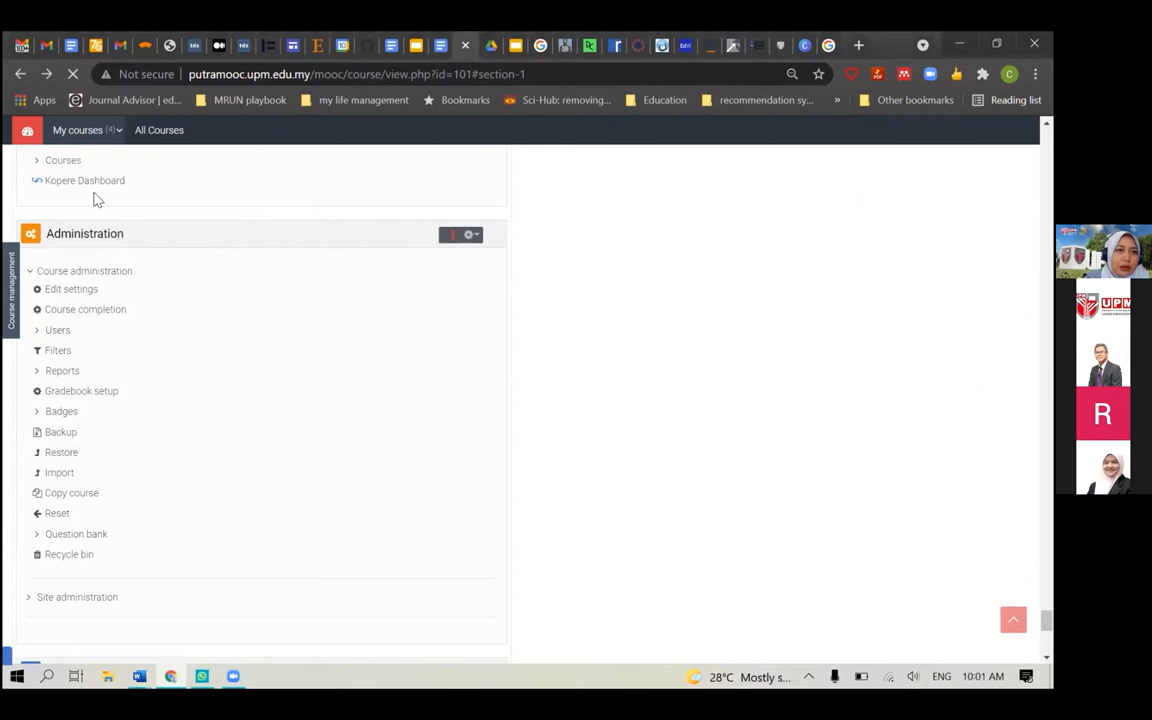 Not secure putramooc.upm.edu.my/mooc/course/view.php?id=101#section-1
Apps Journal Advisor | ed... MRUN playbook my life management Bookmarks Sci-Hub: removing... Education recommendation sy... » Other bookmarks Reading list
My courses (4) All Courses
Courses
Kopere Dashboard
Administration
Course management
Course administration
Edit settings
Course completion
Users
Filters
Reports
Gradebook setup
Badges
Backup
Restore
Import
Copy course
Reset
Question bank
Recycle bin
Site administration
UPM
R
28°C Mostly s... ENG 10:01 AM